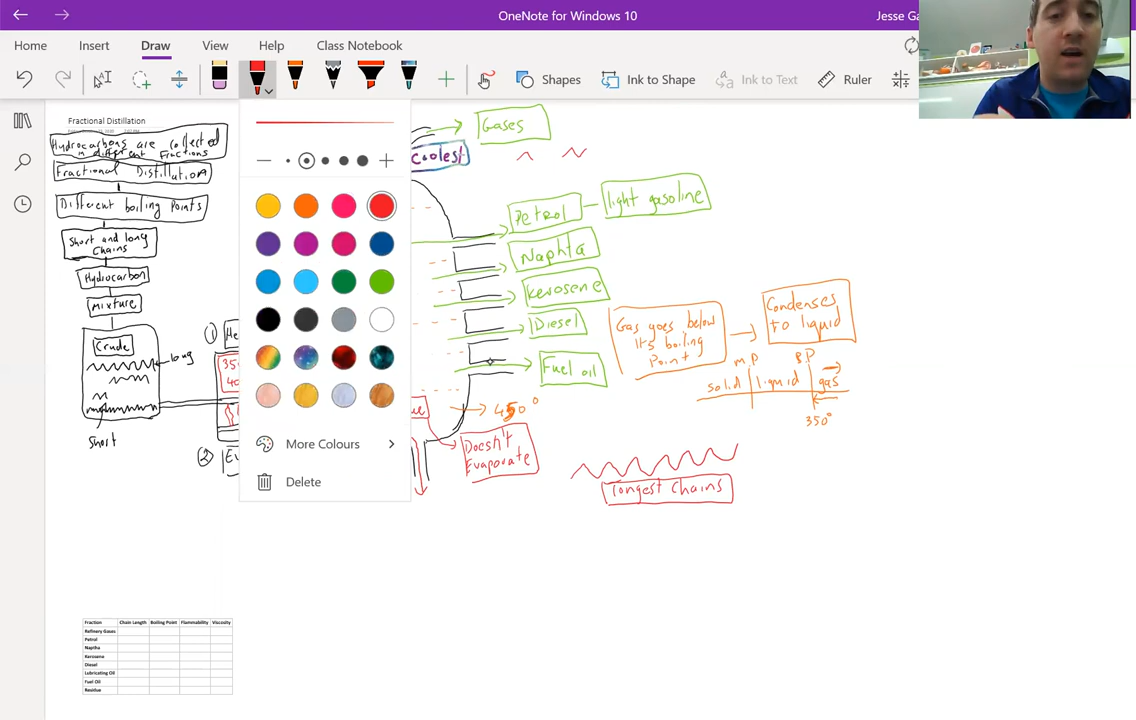 OneNote for Windows 10
Jesse Ga
Home
Insert
Draw
View
Help
Class Notebook
Shapes
Ink to Shape
Ink to Text
Ruler
Fractional Distillation
Hydrocarbons are collected
in different Fractions
Fractional Distillation
Different boiling Points
Short and long
Chains
Hydrocarbon
Mixture
Crude
long
Short
①
②
More Colours
Delete
coolest
Gases
Petrol
light gasoline
Naphta
Kerosene
Diesel
Fuel oil
450°
Doesn't
Evaporate
Gas goes below
its boiling
Point
Condenses
to liquid
MP
BP
solid
liquid
gas
350°
Longest Chains
Fraction Chain Length Boiling Point Flammability Viscosity
Refinery Gases
Petrol
Naptha
Kerosene
Diesel
Lubricating Oil
Fuel Oil
Residue